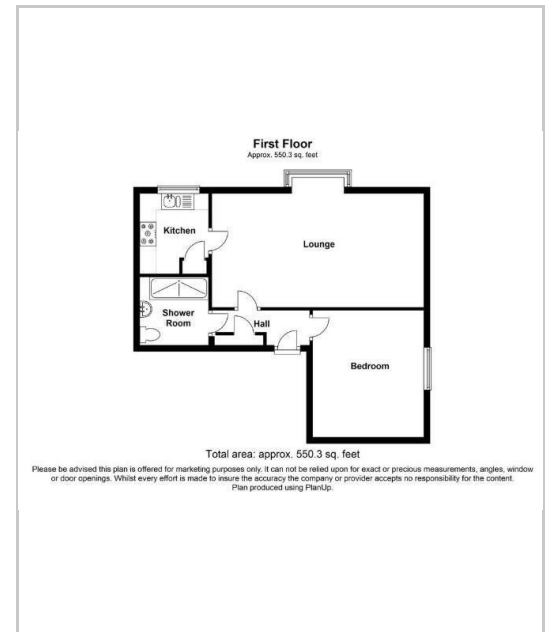 First Floor
Approx. 550.3 sq. feet
Kitchen
Lounge
Shower
Room
Hall
Bedroom
Total area: approx. 550.3 sq. feet
Please be advised this plan is offered for marketing purposes only. It can not be relied upon for exact or precious measurements, angles, window
or door openings. Whilst every effort is made to insure the accuracy the company or provider accepts no responsibility for the content.
Plan produced using PlanUp.